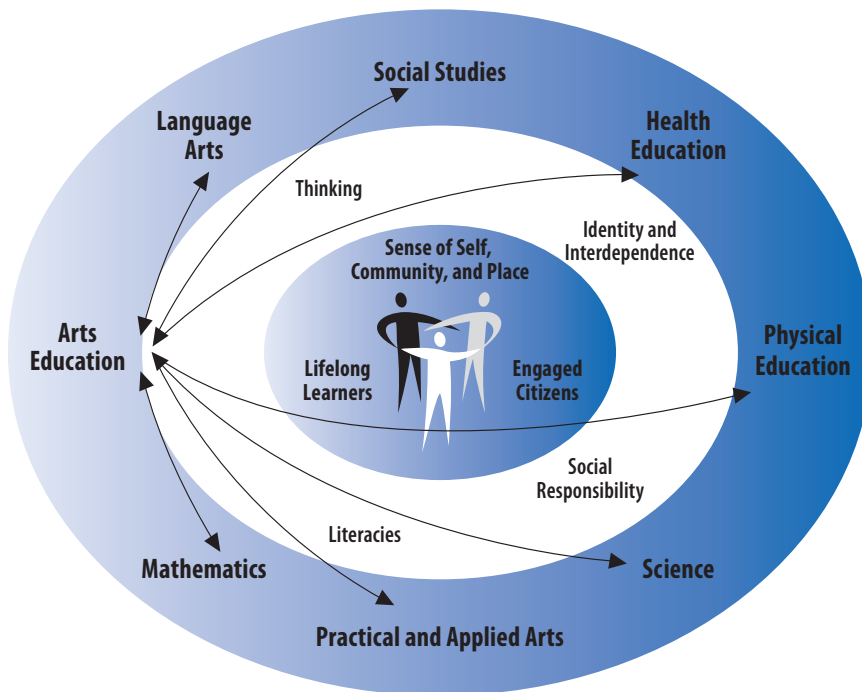 Social Studies
Language
Arts
Health
Education
Thinking
Identity and
Interdependence
Sense of Self,
Community, and Place
Arts
Education
Lifelong
Learners
Engaged
Citizens
Physical
Education
Social
Responsibility
Literacies
Mathematics
Science
Practical and Applied Arts